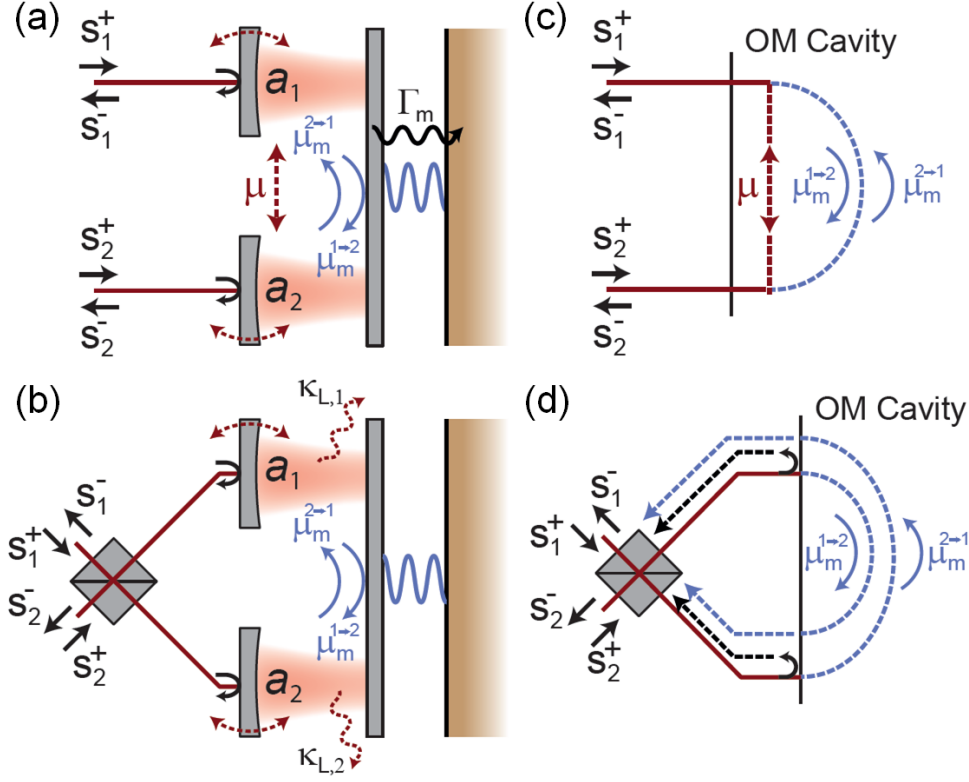 (a)
S₁⁺
S₁⁻
a₁
Γₘ
μₘ²→¹
μ
μₘ¹→²
S₂⁺
S₂⁻
a₂
(c)
OM Cavity
S₁⁺
S₁⁻
μ
μₘ¹→²
μₘ²→¹
S₂⁺
S₂⁻
(b)
κL,1
a₁
S₁⁻
S₁⁺
μₘ²→¹
μₘ¹→²
S₂⁻
S₂⁺
a₂
κL,2
(d)
OM Cavity
S₁⁻
S₁⁺
μₘ¹→²
μₘ²→¹
S₂⁻
S₂⁺